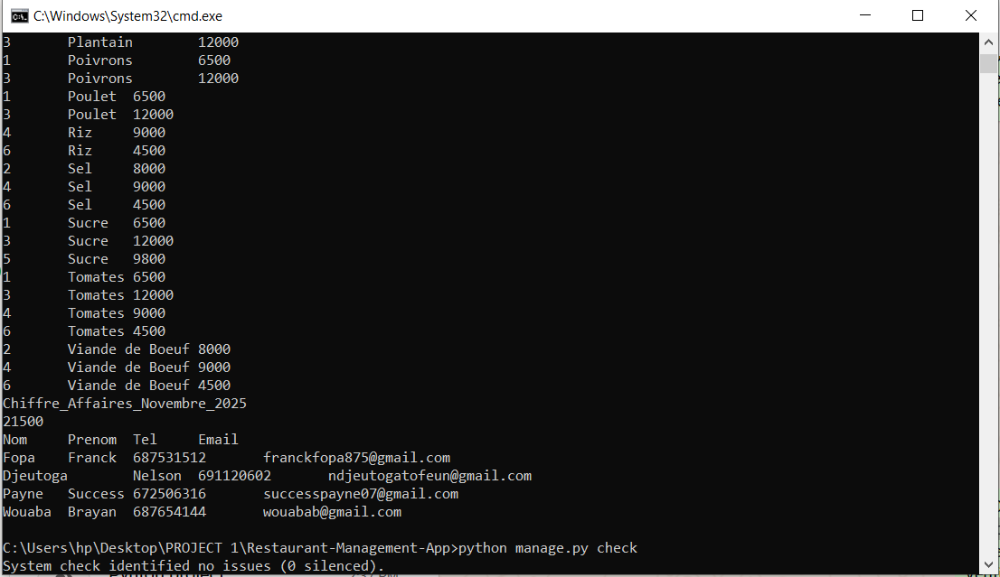 C:\Windows\System32\cmd.exe
3 Plantain 12000
1 Poivrons 6500
3 Poivrons 12000
1 Poulet 6500
3 Poulet 12000
4 Riz 9000
6 Riz 4500
2 Sel 8000
4 Sel 9000
6 Sel 4500
1 Sucre 6500
3 Sucre 12000
5 Sucre 9800
1 Tomates 6500
3 Tomates 12000
4 Tomates 9000
6 Tomates 4500
2 Viande de Boeuf 8000
4 Viande de Boeuf 9000
6 Viande de Boeuf 4500
Chiffre_Affaires_Novembre_2025
21500
Nom Prenom Tel Email
Fopa Franck 687531512 franckfopa875@gmail.com
Djeutoga Nelson 691120602 ndjeutogatofeun@gmail.com
Payne Success 672506316 successpayne07@gmail.com
Wouaba Brayan 687654144 wouabab@gmail.com
C:\Users\hp\Desktop\PROJECT 1\Restaurant-Management-App>python manage.py check
System check identified no issues (0 silenced).